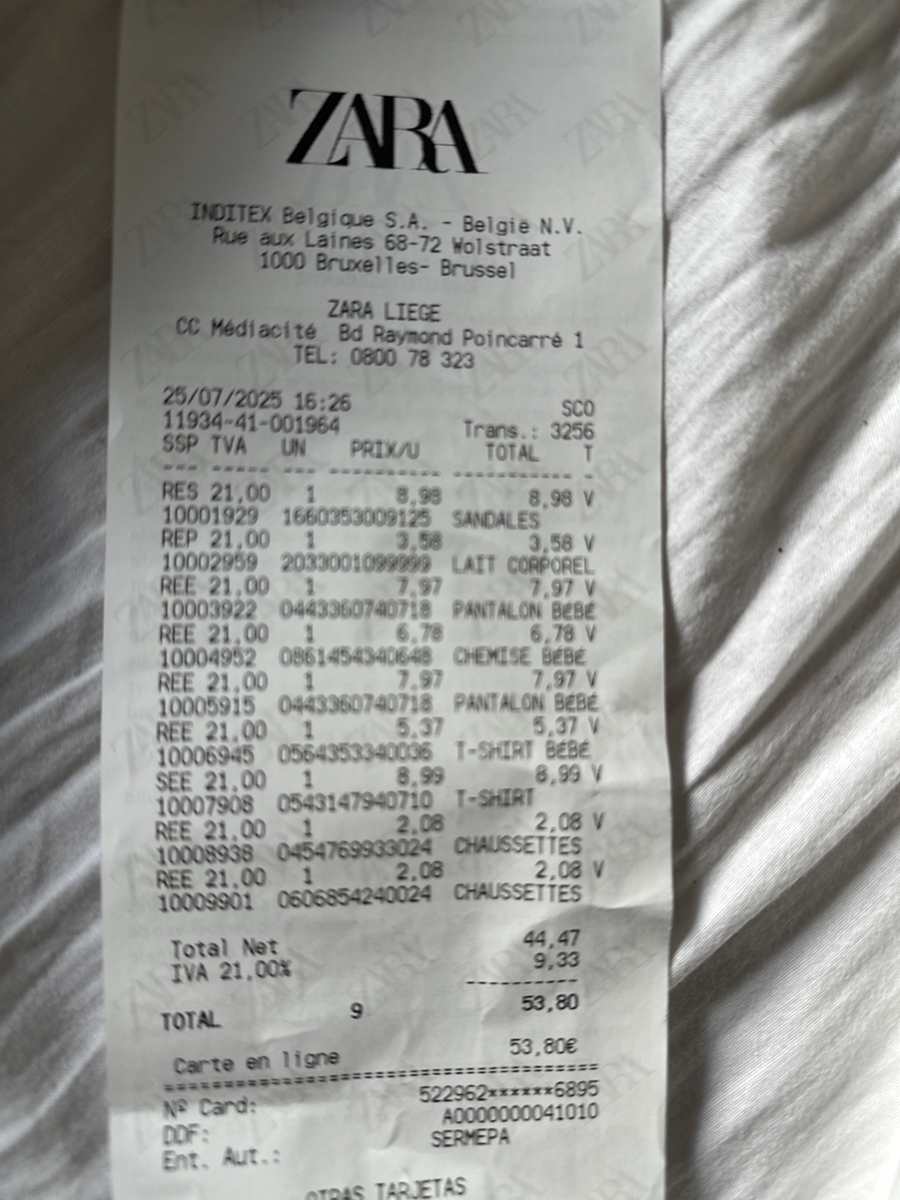 ZARA
INDITEX Belgique S.A. - België N.V.
Rue aux Laines 68-72 Wolstraat
1000 Bruxelles- Brussel
ZARA LIEGE
CC Médiacité Bd Raymond Poincarré 1
TEL: 0800 78 323
25/07/2025 16:26 SCO
11934-41-001964 Trans.: 3256
SSP TVA UN PRIX/U TOTAL T
--- ----- --- ---------- ----------- -
RES 21,00 1 8,98 8,98 V
10001929 1660353009125 SANDALES
REP 21,00 1 3,58 3,58 V
10002959 2033001099999 LAIT CORPOREL
REE 21,00 1 7,97 7,97 V
10003922 0443360740718 PANTALON BÉBÉ
REE 21,00 1 6,78 6,78 V
10004952 0861454340648 CHEMISE BÉBÉ
REE 21,00 1 7,97 7,97 V
10005915 0443360740718 PANTALON BÉBÉ
REE 21,00 1 5,37 5,37 V
10006945 0564353340036 T-SHIRT BÉBÉ
SEE 21,00 1 8,99 8,99 V
10007908 0543147940710 T-SHIRT
REE 21,00 1 2,08 2,08 V
10008938 0454769933024 CHAUSSETTES
REE 21,00 1 2,08 2,08 V
10009901 0606854240024 CHAUSSETTES
Total Net 44,47
IVA 21,00% 9,33
-----------
TOTAL 9 53,80
Carte en ligne 53,80€
==========================================
Nº Card: 522962******6895
DDF: A0000000041010
Ent. Aut.: SERMEPA
OTRAS TARJETAS